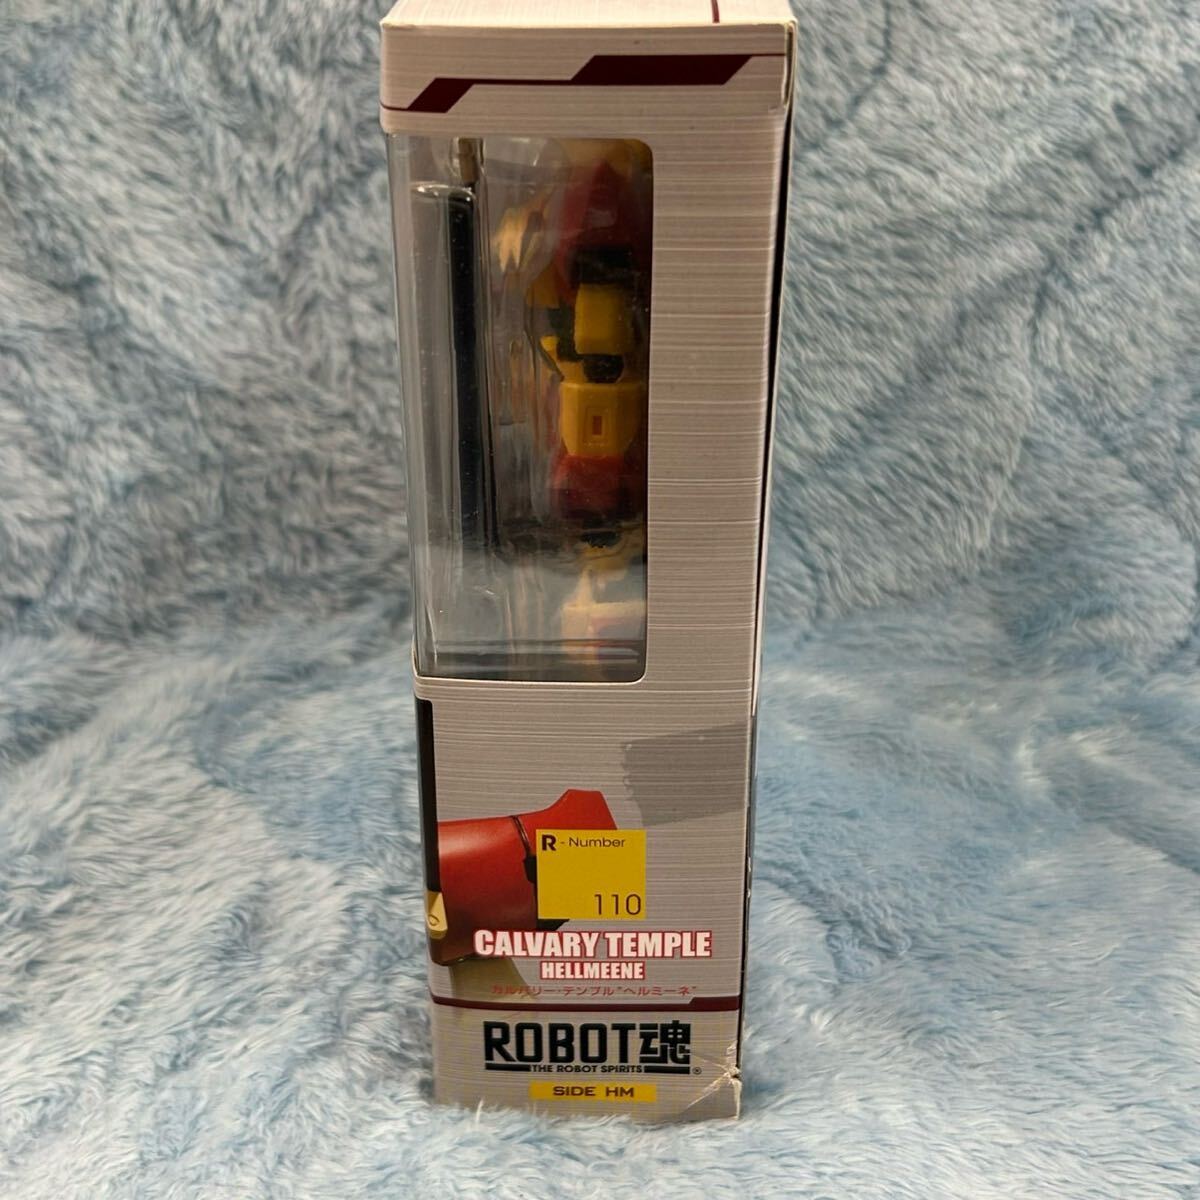 R - Number
110
CALVARY TEMPLE
HELLMEENE
カルバリー・テンプル"ヘルミーネ"
ROBOT魂
THE ROBOT SPIRITS ®
SIDE HM